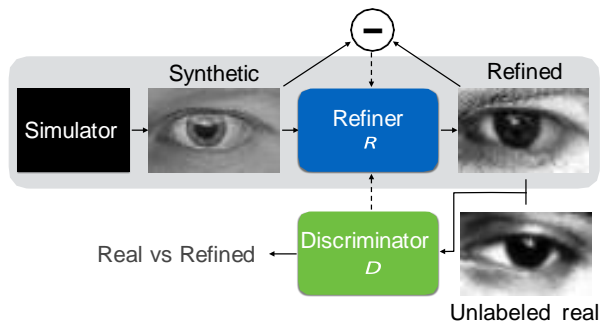 −
Synthetic
Refined
Simulator
Refiner
R
Discriminator
D
Real vs Refined
Unlabeled real